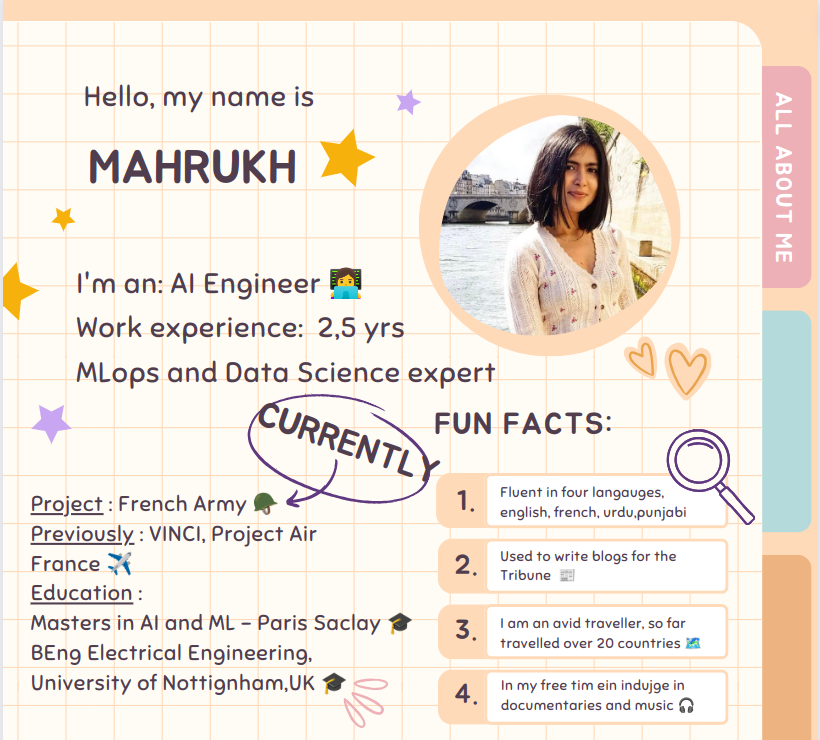 Hello, my name is
MAHRUKH
I'm an: AI Engineer 👩‍💻
Work experience:  2,5 yrs
MLops and Data Science expert
CURRENTLY
Project : French Army 🪖
Previously : VINCI, Project Air
France ✈️
Education :
Masters in AI and ML - Paris Saclay 🎓
BEng Electrical Engineering,
University of Nottignham,UK 🎓
FUN FACTS:
1. Fluent in four langauges,
english, french, urdu,punjabi
2. Used to write blogs for the
Tribune 📰
3. I am an avid traveller, so far
travelled over 20 countries 🗺️
4. In my free tim ein indujge in
documentaries and music 🎧
ALL ABOUT ME